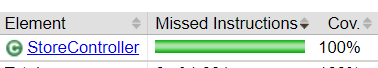 Element Missed Instructions Cov.
C StoreController 100%